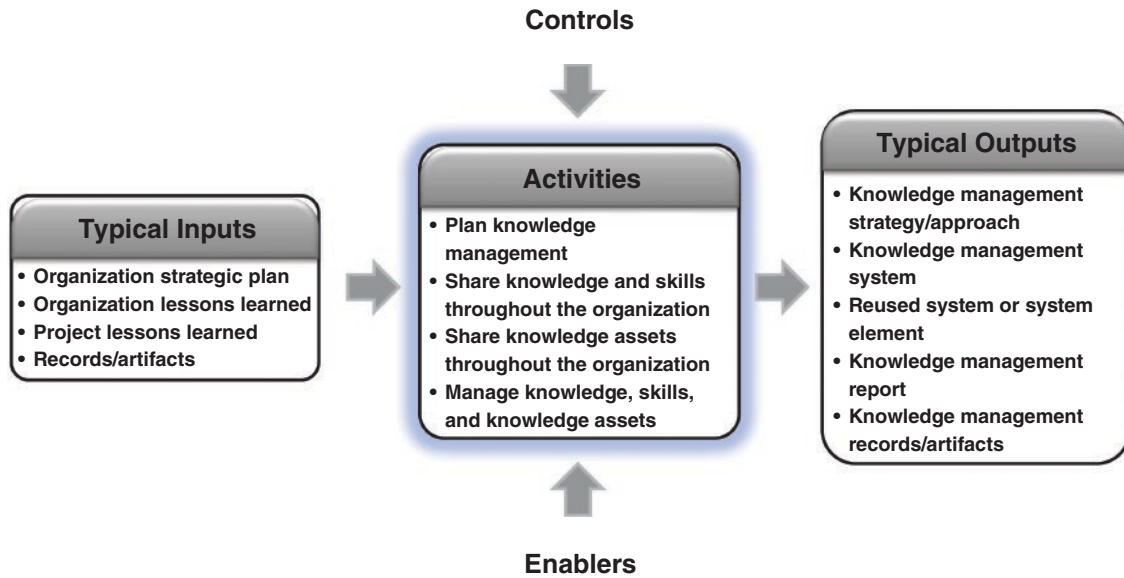 Controls
Typical Inputs
• Organization strategic plan
• Organization lessons learned
• Project lessons learned
• Records/artifacts
Activities
• Plan knowledge
management
• Share knowledge and skills
throughout the organization
• Share knowledge assets
throughout the organization
• Manage knowledge, skills,
and knowledge assets
Typical Outputs
• Knowledge management
strategy/approach
• Knowledge management
system
• Reused system or system
element
• Knowledge management
report
• Knowledge management
records/artifacts
Enablers